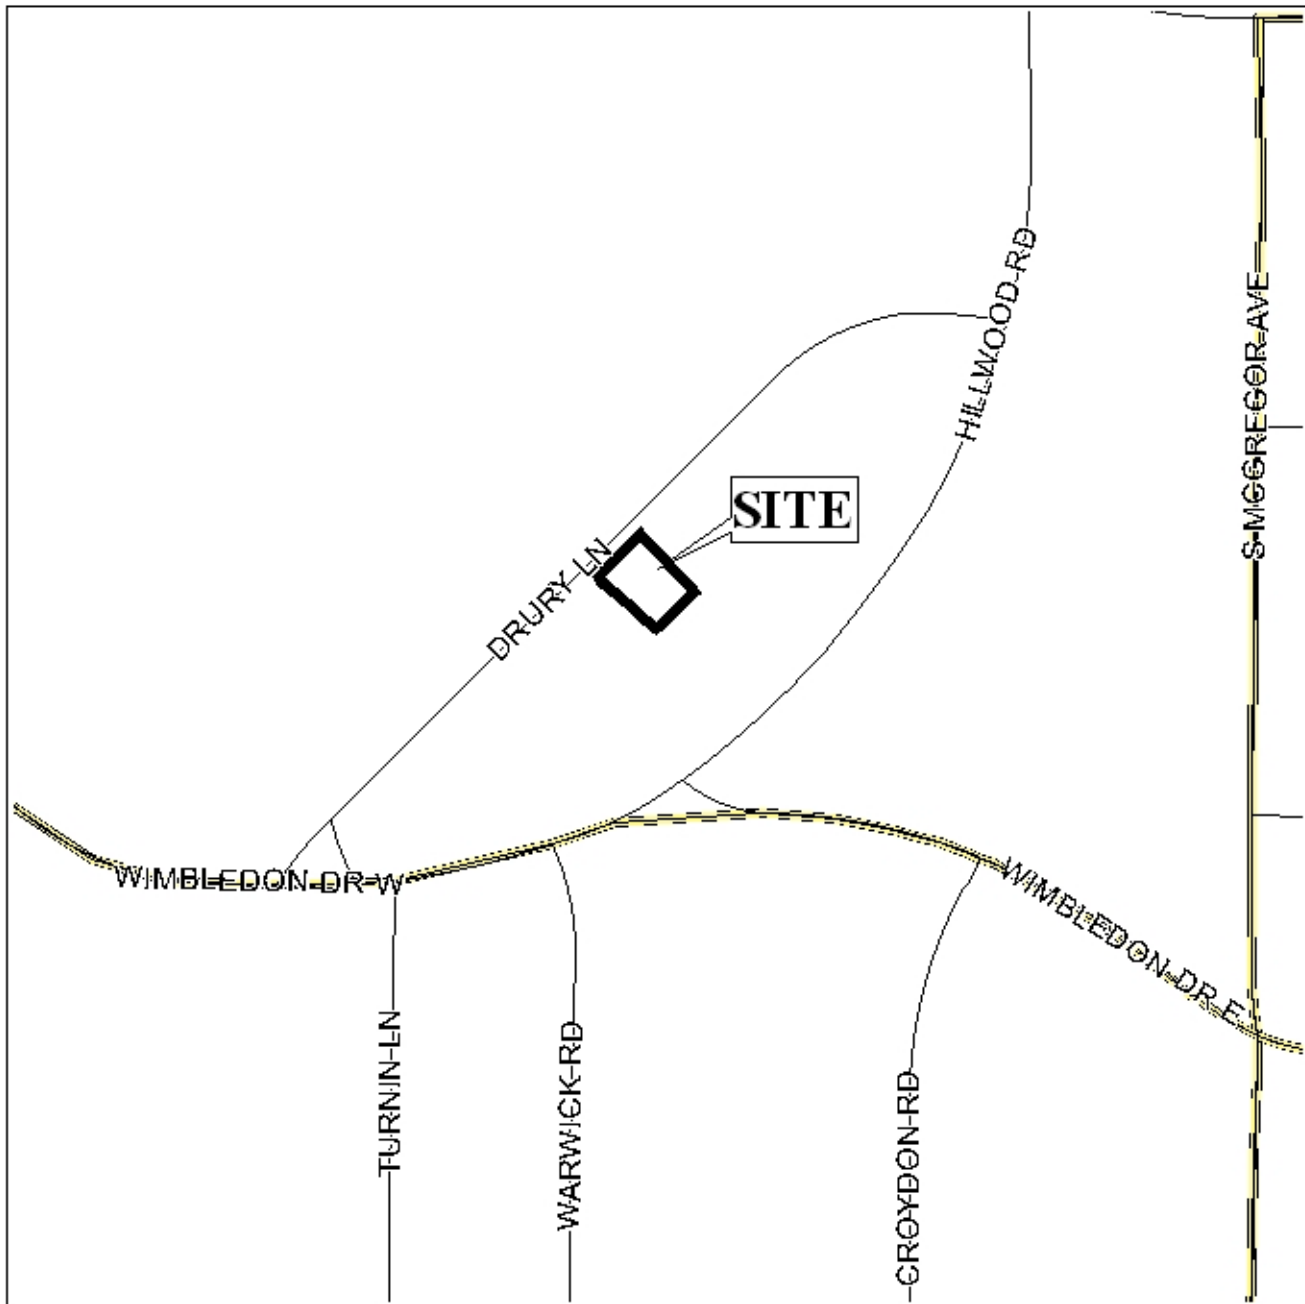 HILLWOOD RD
S MCGREGOR AVE
SITE
DRURY LN
WIMBLEDON DR W
WIMBLEDON DR E
TURNIN LN
WARWICK RD
CROYDON RD